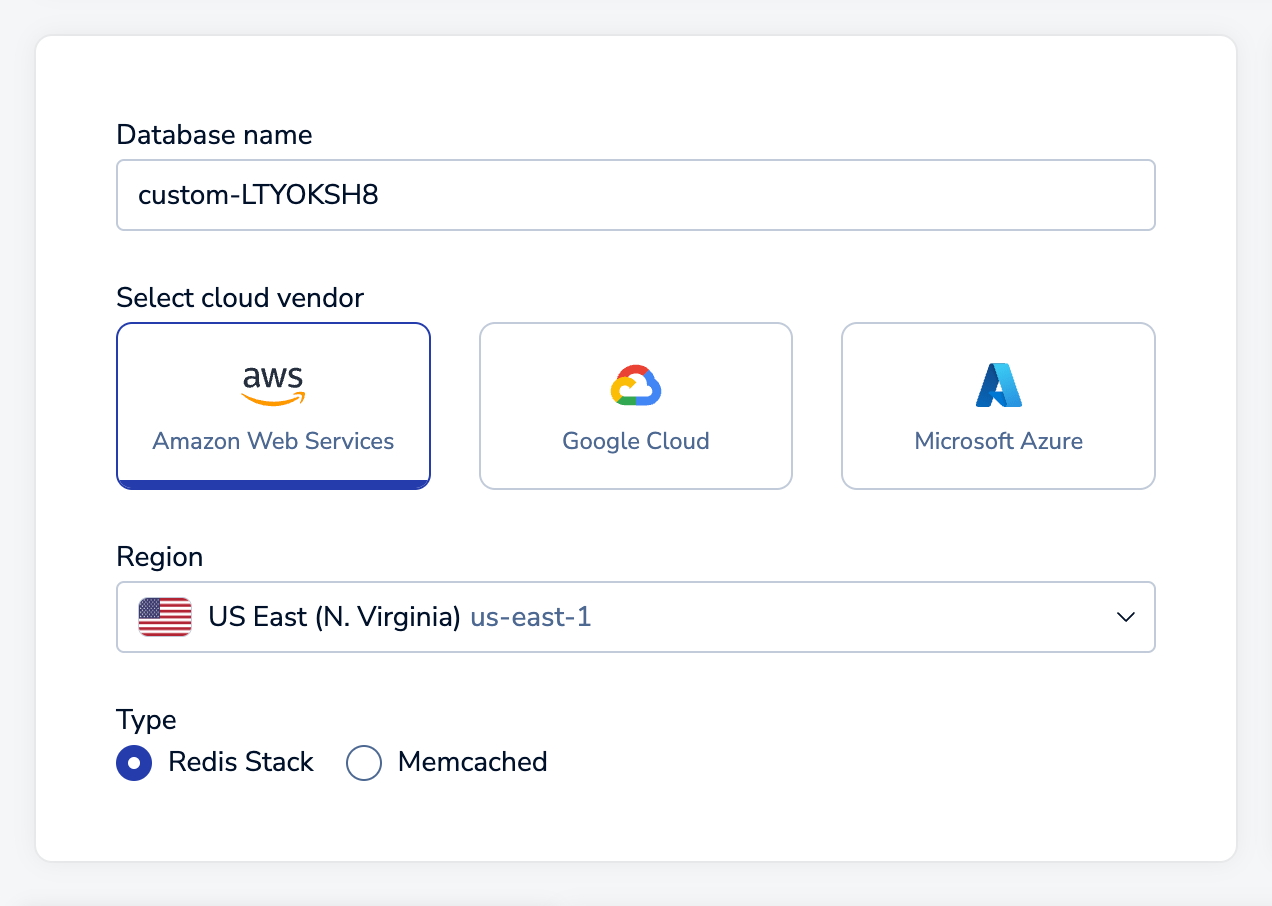 Database name
custom-LTYOKSH8
Select cloud vendor
aws
Amazon Web Services
Google Cloud
Microsoft Azure
Region
US East (N. Virginia) us-east-1
Type
Redis Stack
Memcached